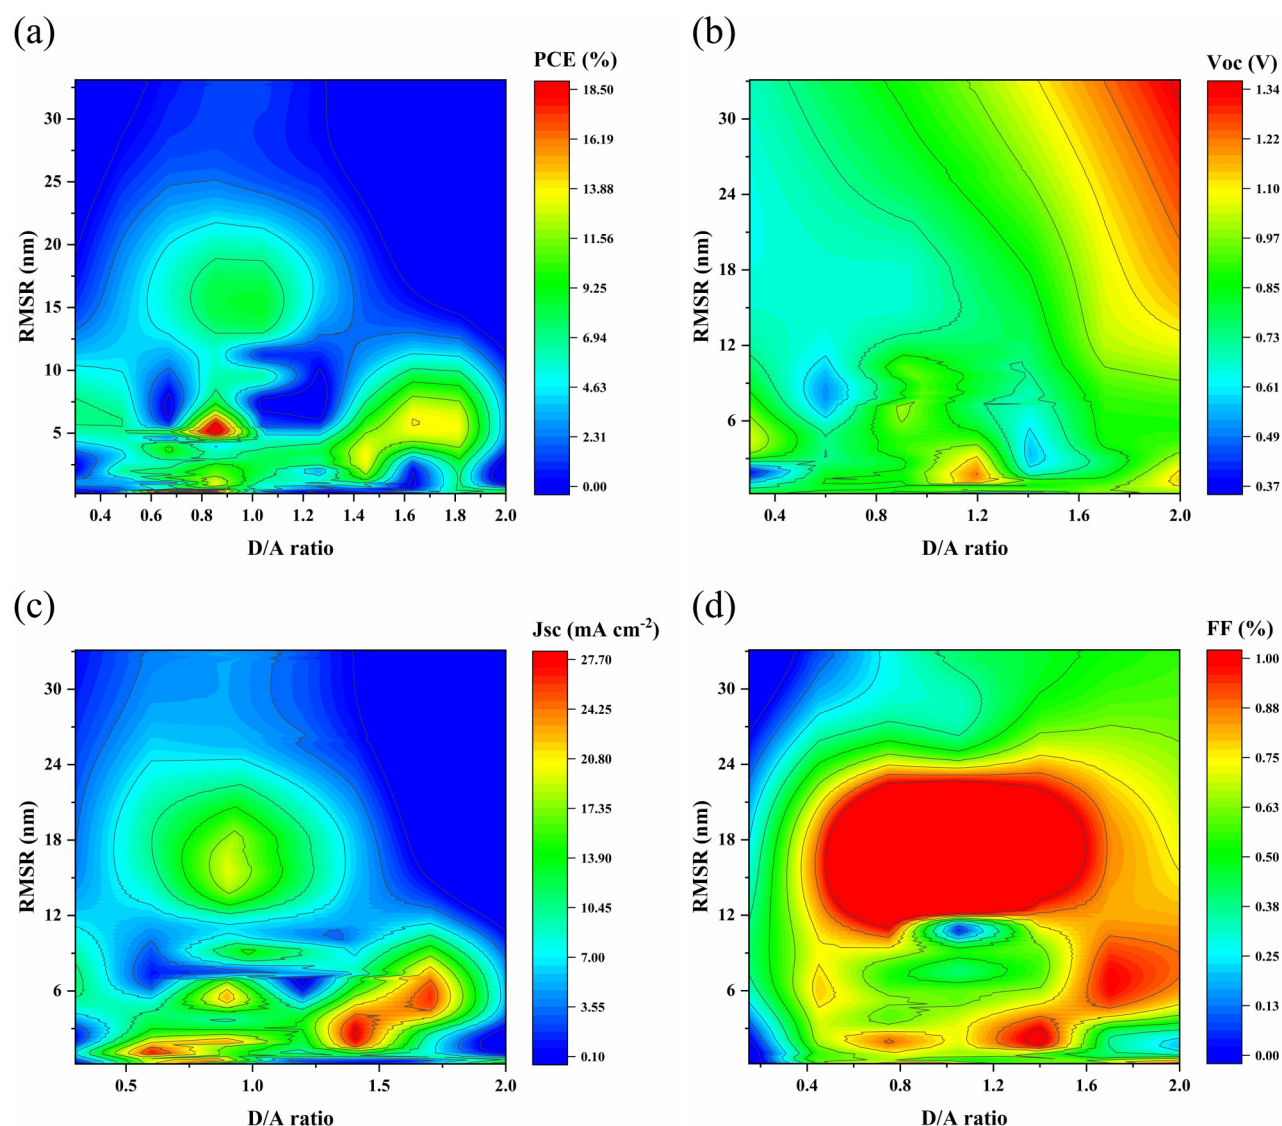 (a)
PCE (%)
18.50
16.19
13.88
11.56
9.25
6.94
4.63
2.31
0.00
RMSR (nm)
30
25
20
15
10
5
0.4 0.6 0.8 1.0 1.2 1.4 1.6 1.8 2.0
D/A ratio
(b)
Voc (V)
1.34
1.22
1.10
0.97
0.85
0.73
0.61
0.49
0.37
RMSR (nm)
30
24
18
12
6
0.4 0.8 1.2 1.6 2.0
D/A ratio
(c)
Jsc (mA cm-2)
27.70
24.25
20.80
17.35
13.90
10.45
7.00
3.55
0.10
RMSR (nm)
30
24
18
12
6
0.5 1.0 1.5 2.0
D/A ratio
(d)
FF (%)
1.00
0.88
0.75
0.63
0.50
0.38
0.25
0.13
0.00
RMSR (nm)
30
24
18
12
6
0.4 0.8 1.2 1.6 2.0
D/A ratio